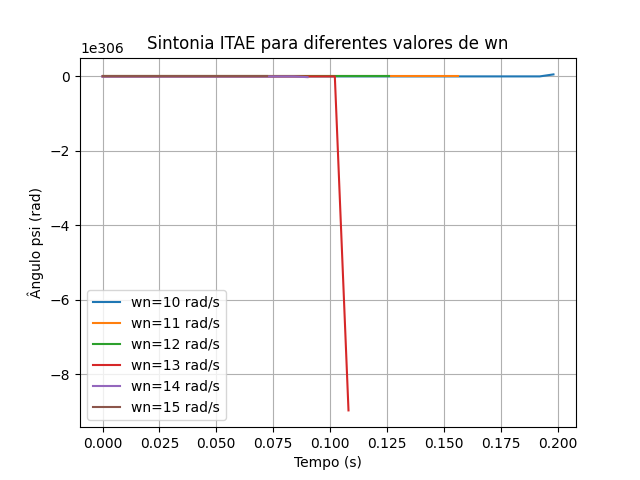 Sintonia ITAE para diferentes valores de wn
1e306
0
−2
−4
−6
−8
Ângulo psi (rad)
wn=10 rad/s
wn=11 rad/s
wn=12 rad/s
wn=13 rad/s
wn=14 rad/s
wn=15 rad/s
0.000 0.025 0.050 0.075 0.100 0.125 0.150 0.175 0.200
Tempo (s)